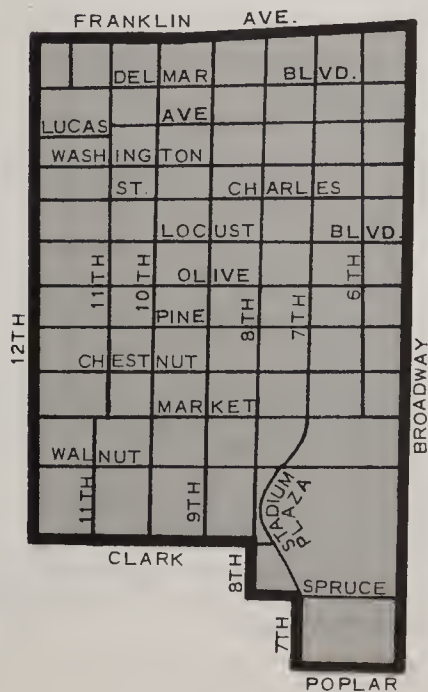 FRANKLIN AVE.
DEL MAR BLVD.
LUCAS AVE
WASHINGTON
ST. CHARLES
LOCUST BLVD.
OLIVE
11TH
10TH
8TH
7TH
6TH
PINE
12TH
CHESTNUT
MARKET
BROADWAY
WALNUT
11TH
9TH
STADIUM
PLAZA
CLARK
8TH
SPRUCE
7TH
POPLAR